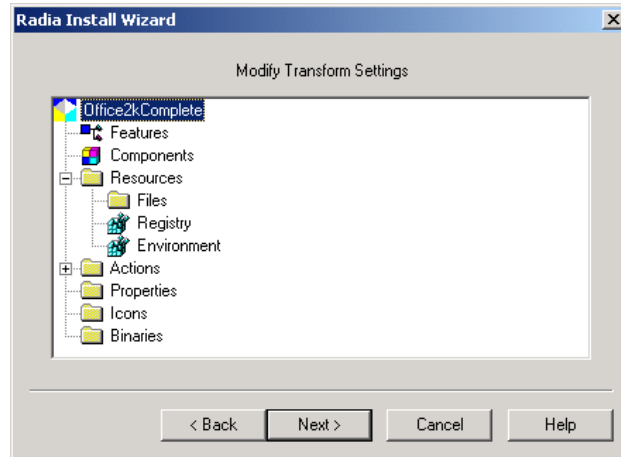 Radia Install Wizard
Modify Transform Settings
Office2kComplete
Features
Components
Resources
Files
Registry
Environment
Actions
Properties
Icons
Binaries
< Back Next > Cancel Help